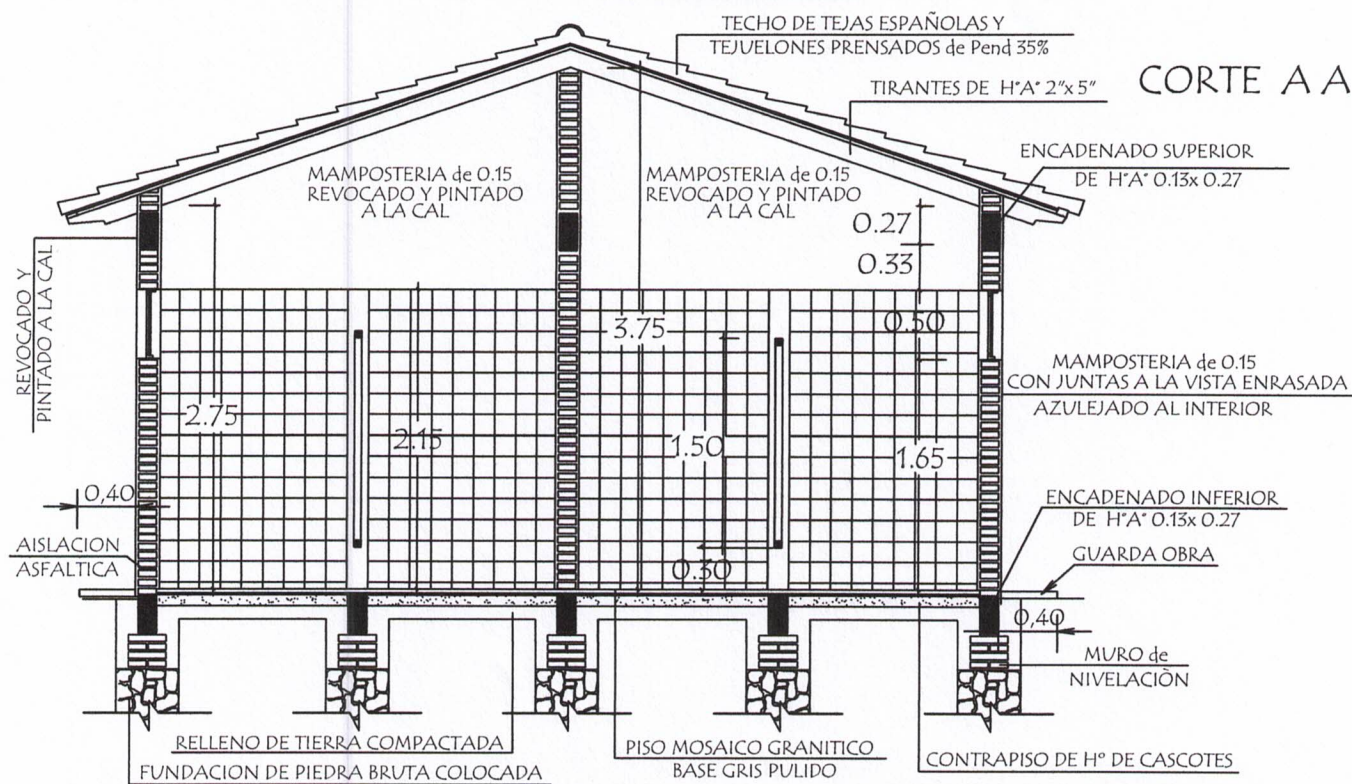 TECHO DE TEJAS ESPAÑOLAS Y
TEJUELONES PRENSADOS de Pend 35%
CORTE A A
TIRANTES DE H°A° 2"x 5"
ENCADENADO SUPERIOR
DE H°A° 0.13x 0.27
MAMPOSTERIA de 0.15
REVOCADO Y PINTADO
A LA CAL
MAMPOSTERIA de 0.15
REVOCADO Y PINTADO
A LA CAL
0.27
0.33
REVOCADO Y
PINTADO A LA CAL
3.75
0.50
MAMPOSTERIA de 0.15
CON JUNTAS A LA VISTA ENRASADA
AZULEJADO AL INTERIOR
2.75
2.15
1.50
1.65
0,40
ENCADENADO INFERIOR
DE H°A° 0.13x 0.27
AISLACION
ASFALTICA
0.30
GUARDA OBRA
0,40
MURO de
NIVELACIÒN
RELLENO DE TIERRA COMPACTADA
FUNDACION DE PIEDRA BRUTA COLOCADA
PISO MOSAICO GRANITICO
BASE GRIS PULIDO
CONTRAPISO DE Hº DE CASCOTES